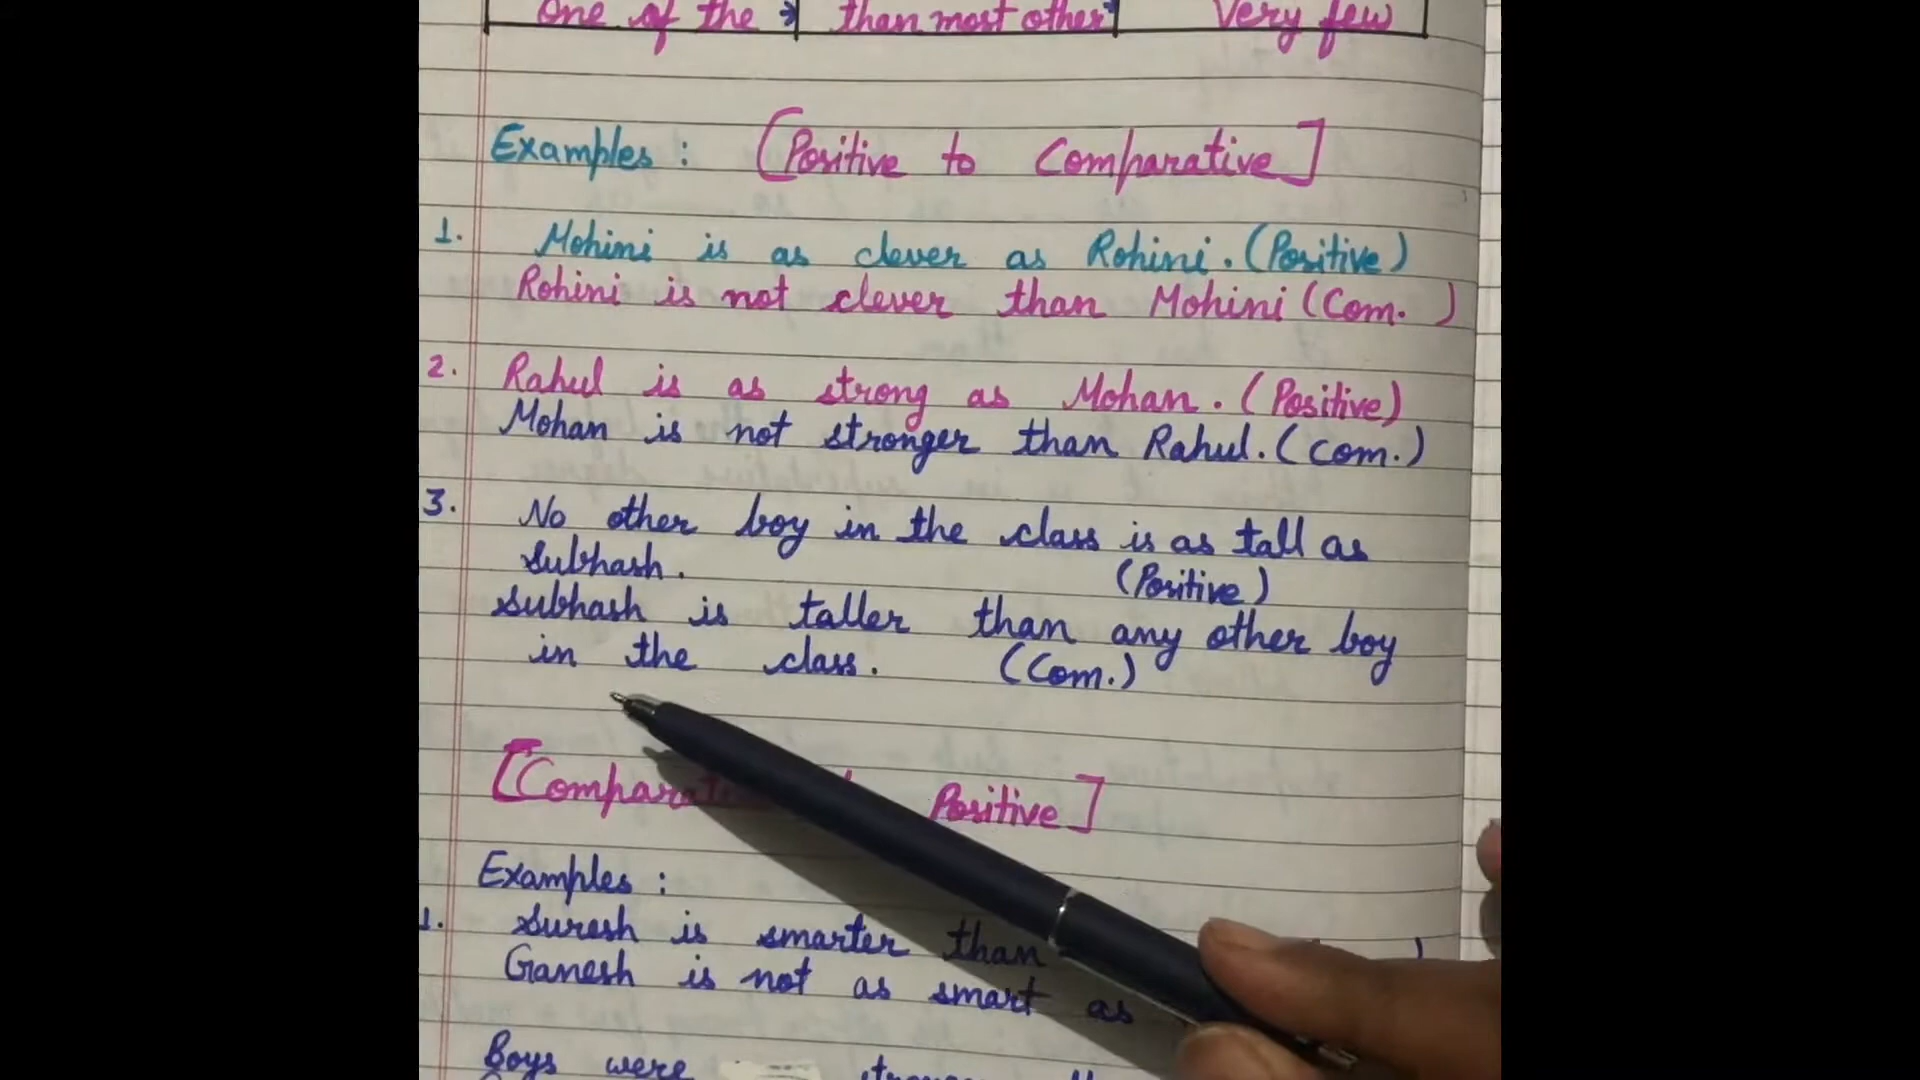 One of the than most other Very few
Examples : [Positive to Comparative]
1. Mohini is as clever as Rohini. (Positive)
Rohini is not clever than Mohini (Com. )
2. Rahul is as strong as Mohan. (Positive)
Mohan is not stronger than Rahul. (Com.)
3. No other boy in the class is as tall as
Subhash. (Positive)
Subhash is taller than any other boy
in the class. (Com.)
Positive]
Examples :
1. Suresh is smarter than
Ganesh is not as smart as
Boys were